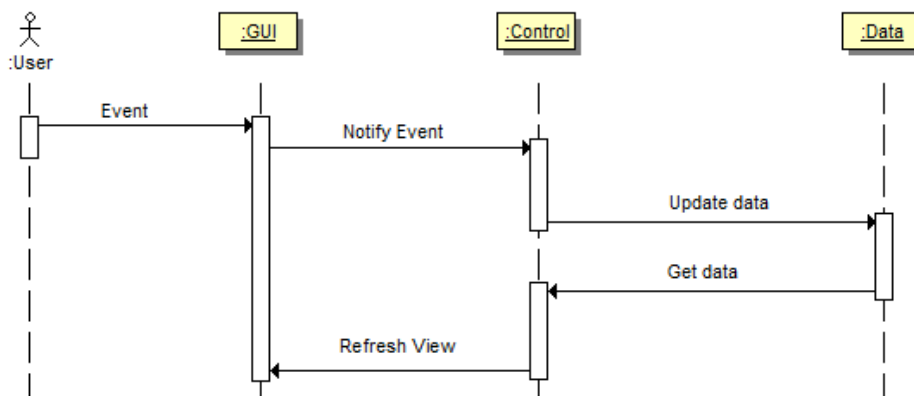 :User
:GUI
:Control
:Data
Event
Notify Event
Update data
Get data
Refresh View